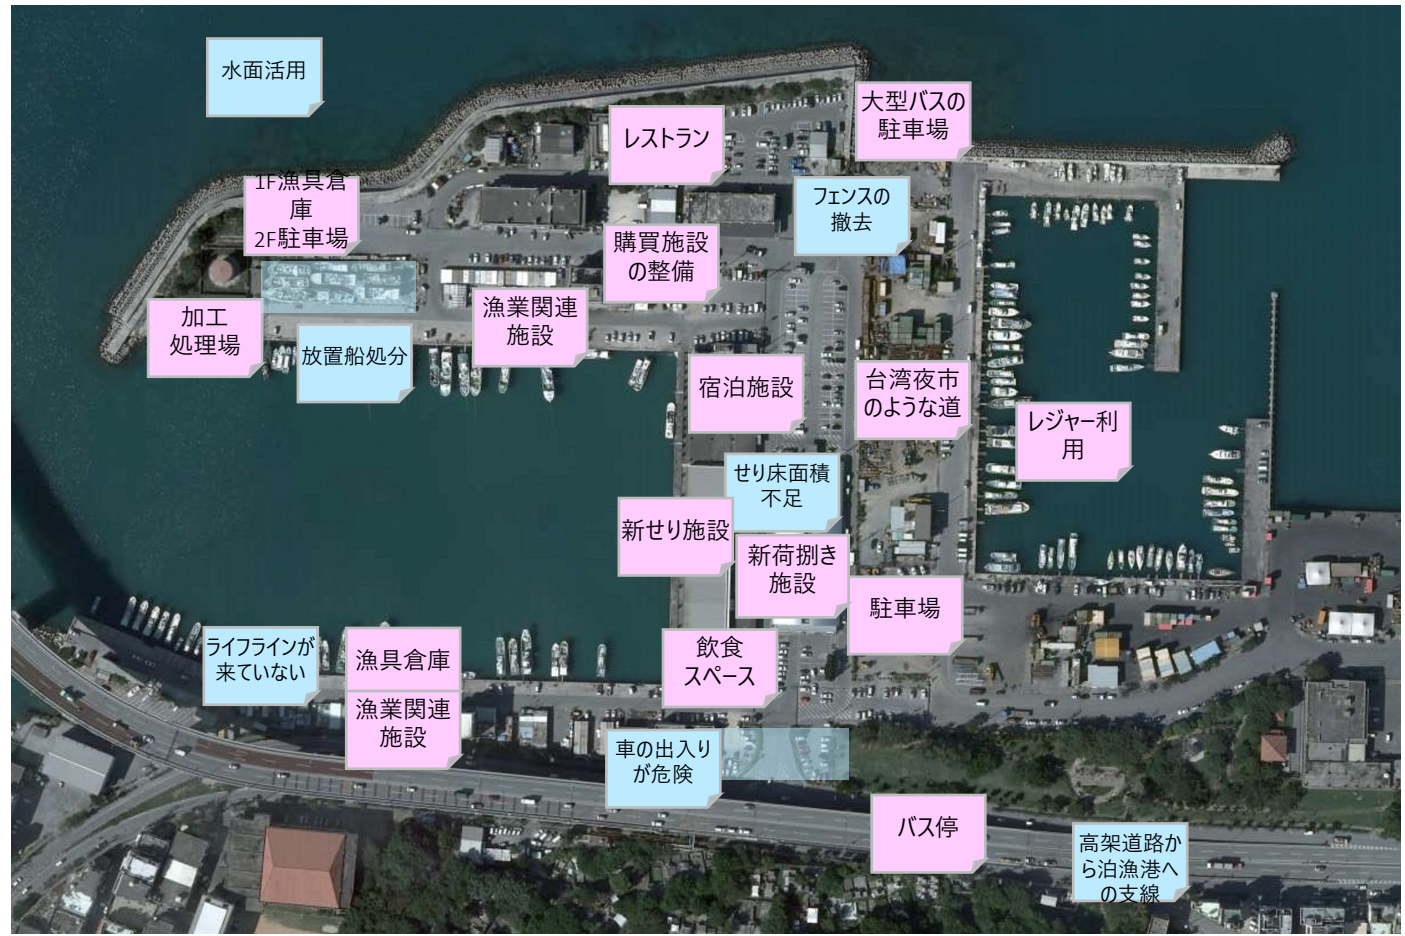 水面活用
大型バスの
駐車場
レストラン
1F漁具倉
庫
2F駐車場
フェンスの
撤去
購買施設
の整備
漁業関連
施設
加工
処理場
放置船処分
宿泊施設
台湾夜市
のような道
レジャー利
用
せり床面積
不足
新せり施設
新荷捌き
施設
駐車場
ライフラインが
来ていない
漁具倉庫
飲食
スペース
漁業関連
施設
車の出入り
が危険
バス停
高架道路か
ら泊漁港へ
の支線